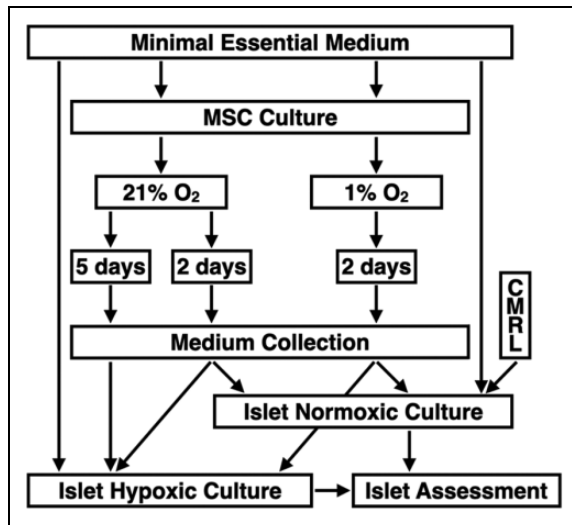 Minimal Essential Medium
MSC Culture
21% O₂
1% O₂
5 days
2 days
2 days
CMRL
Medium Collection
Islet Normoxic Culture
Islet Hypoxic Culture
Islet Assessment